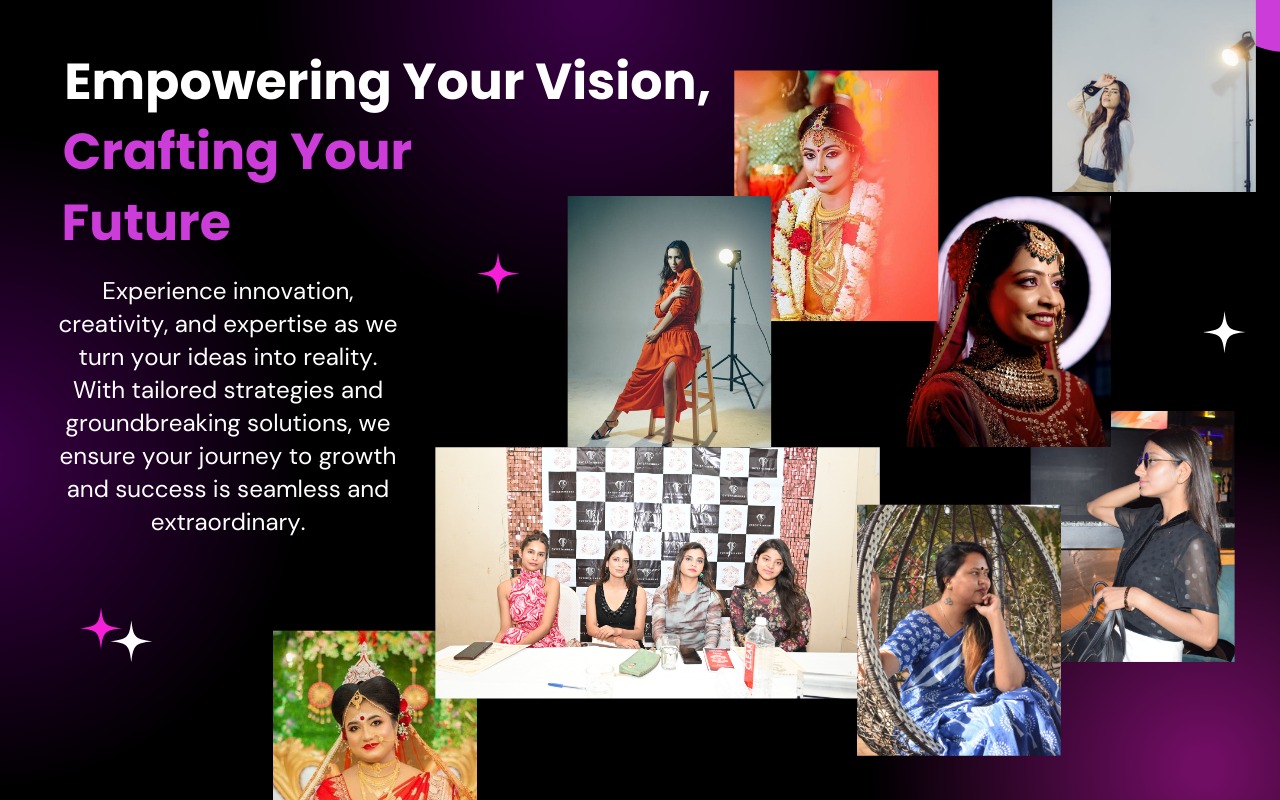 Empowering Your Vision,
Crafting Your
Future
Experience innovation,
creativity, and expertise as we
turn your ideas into reality.
With tailored strategies and
groundbreaking solutions, we
ensure your journey to growth
and success is seamless and
extraordinary.
CLEAR